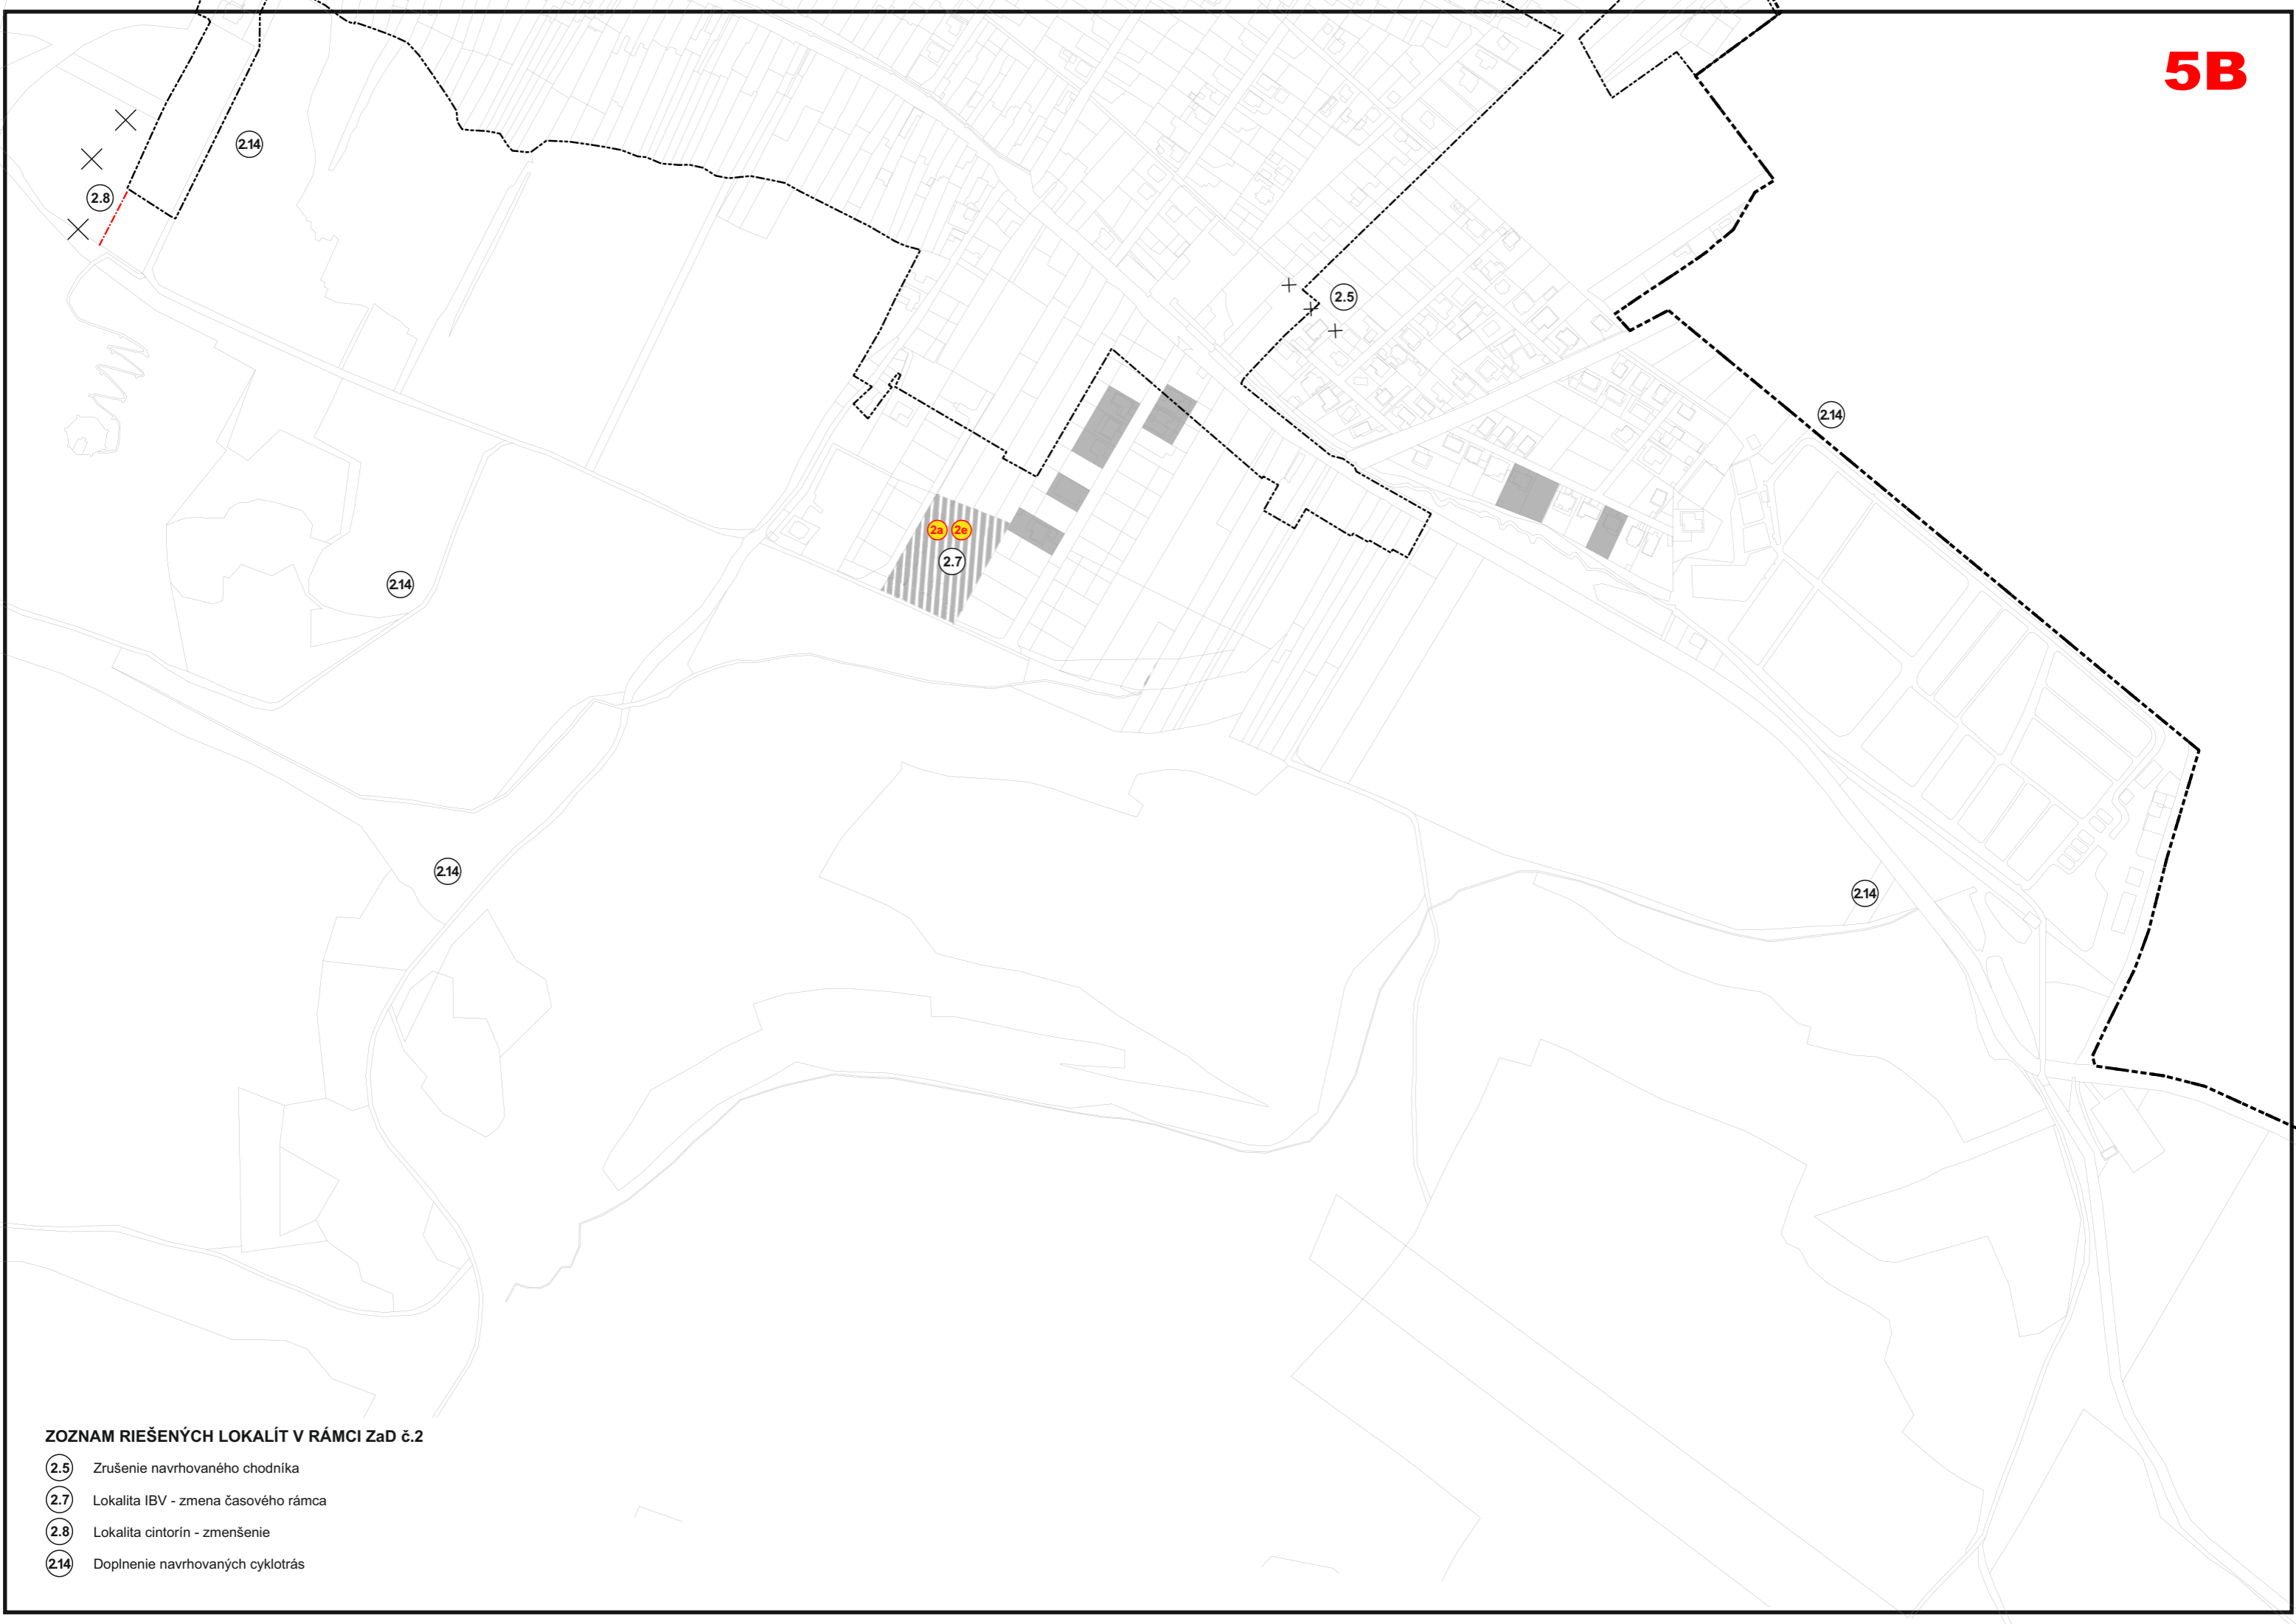 5B
2.14
2.8
2.5
2.14
2a 2e
2.7
2.14
2.14
2.14
ZOZNAM RIEŠENÝCH LOKALÍT V RÁMCI ZaD č.2
2.5 Zrušenie navrhovaného chodníka
2.7 Lokalita IBV - zmena časového rámca
2.8 Lokalita cintorín - zmenšenie
2.14 Doplnenie navrhovaných cyklotrás